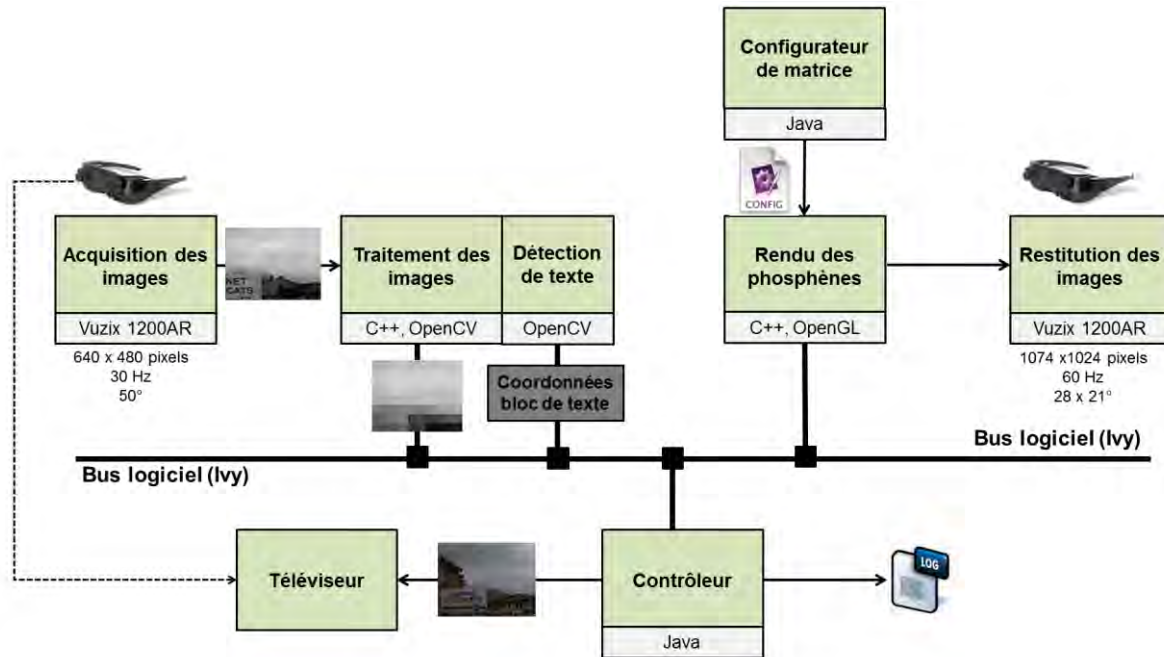 Configurateur
de matrice
Java
CONFIG
Acquisition des
images
Vuzix 1200AR
640 x 480 pixels
30 Hz
50°
NET
CATS
Traitement des
images
C++, OpenCV
Détection
de texte
OpenCV
Coordonnées
bloc de texte
Rendu des
phosphènes
C++, OpenGL
Restitution des
images
Vuzix 1200AR
1074 x1024 pixels
60 Hz
28 x 21°
Bus logiciel (Ivy)
Bus logiciel (Ivy)
Téléviseur
Contrôleur
Java
LOG